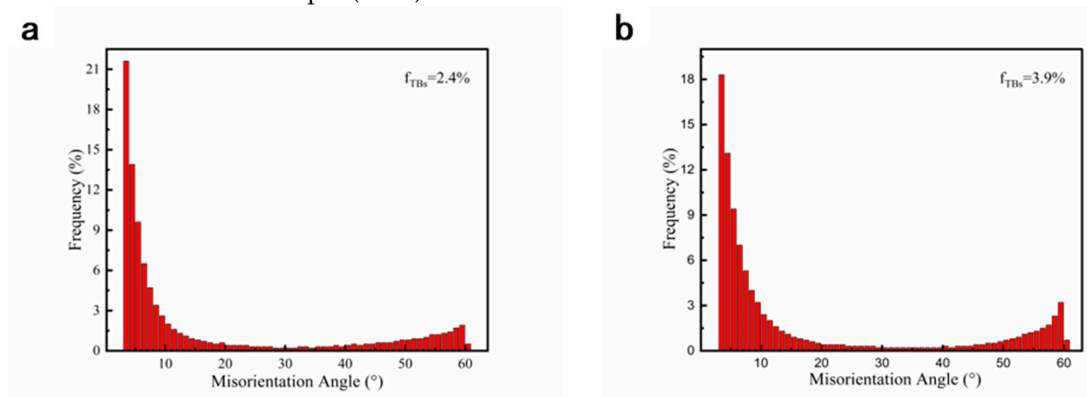 a
f_TBs=2.4%
21
18
15
12
9
6
3
0
Frequency (%)
10 20 30 40 50 60
Misorientation Angle (°)
b
f_TBs=3.9%
18
15
12
9
6
3
0
Frequency (%)
10 20 30 40 50 60
Misorientation Angle (°)